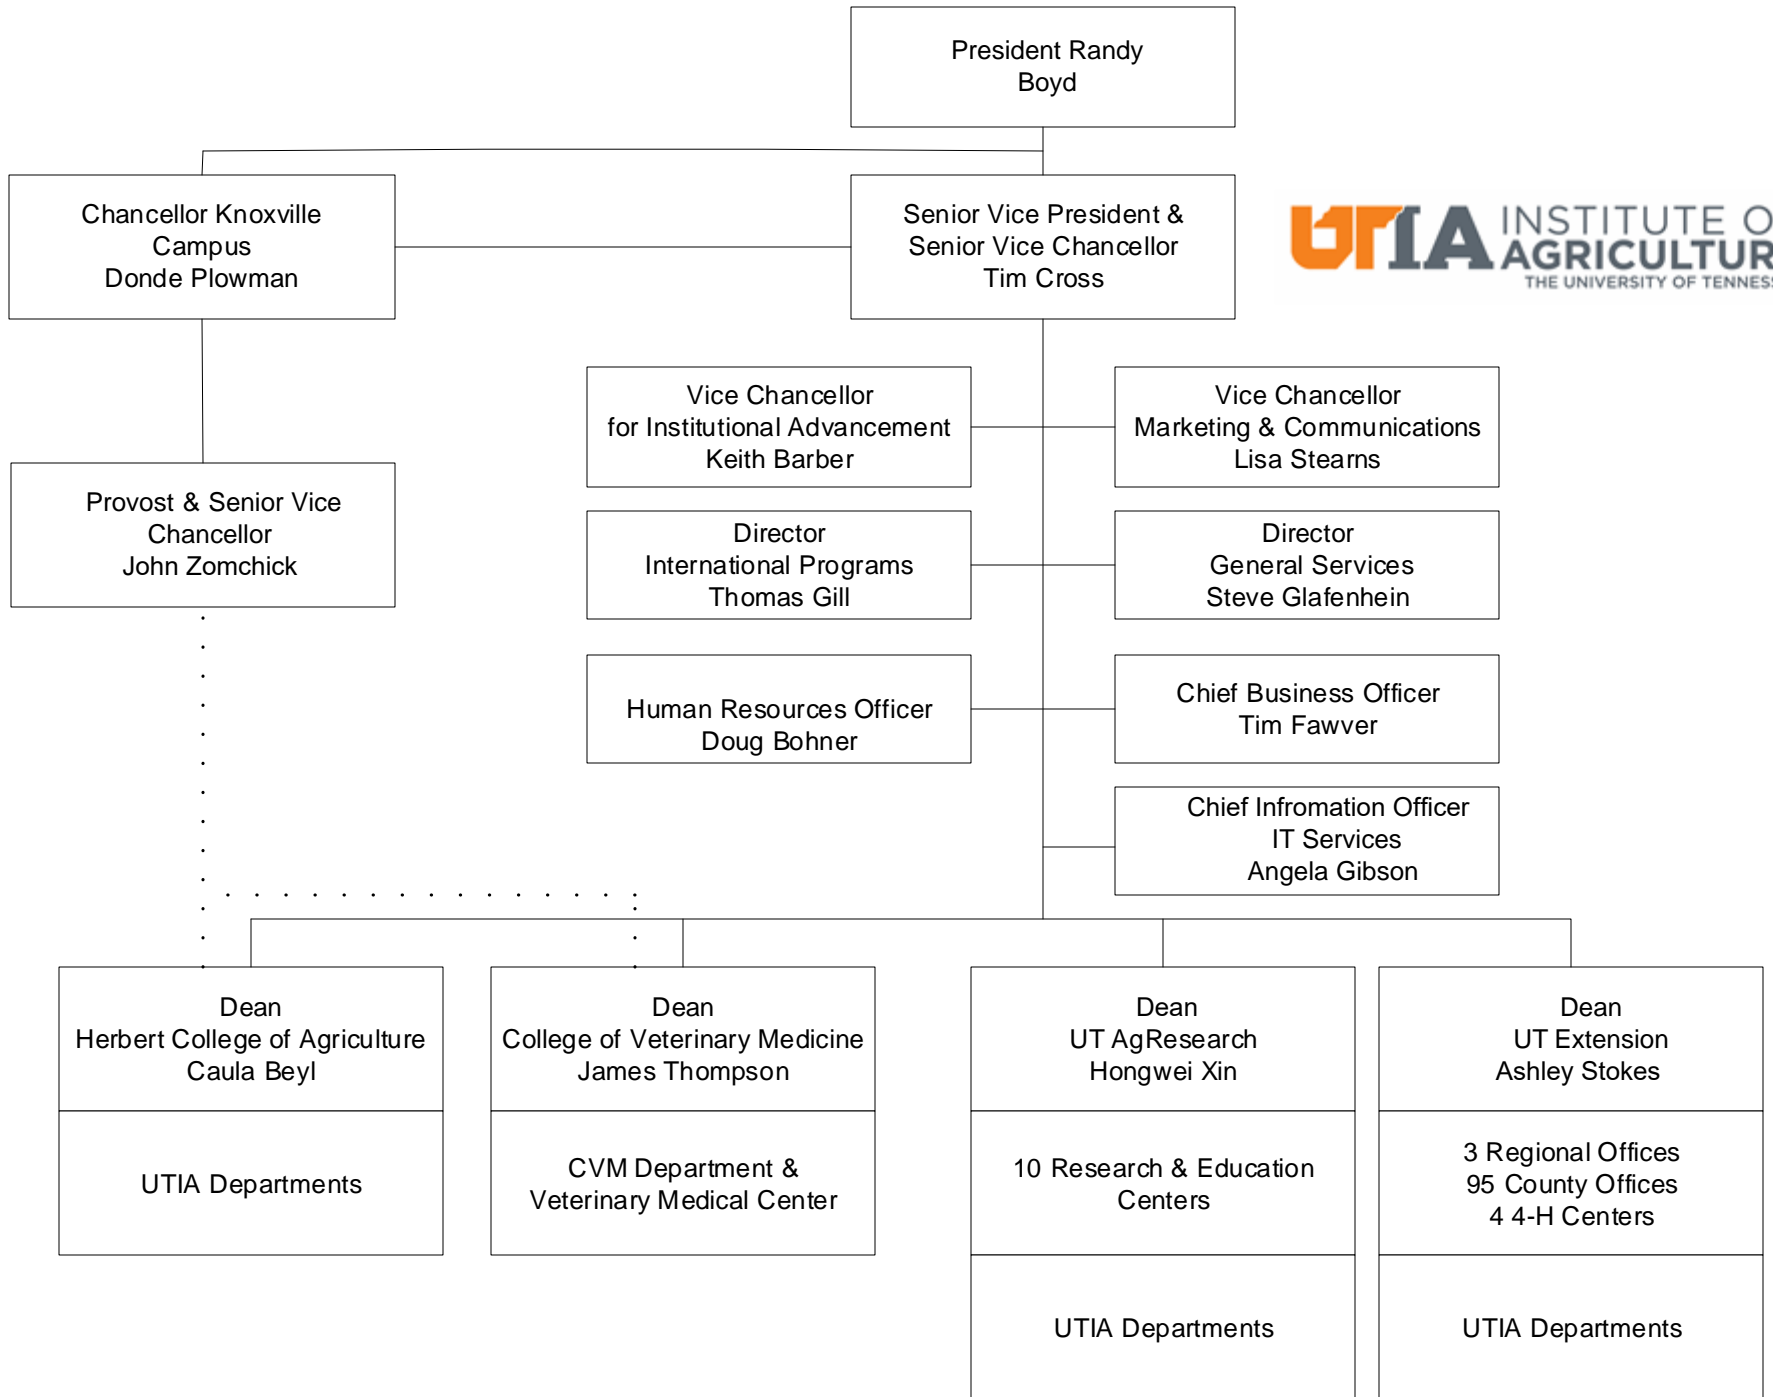 President Randy
Boyd
Chancellor Knoxville
Campus
Donde Plowman
Senior Vice President &
Senior Vice Chancellor
Tim Cross
UTIA INSTITUTE O
AGRICULTUR
THE UNIVERSITY OF TENNESS
Vice Chancellor
for Institutional Advancement
Keith Barber
Vice Chancellor
Marketing & Communications
Lisa Stearns
Provost & Senior Vice
Chancellor
John Zomchick
Director
International Programs
Thomas Gill
Director
General Services
Steve Glafenhein
Human Resources Officer
Doug Bohner
Chief Business Officer
Tim Fawver
Chief Infromation Officer
IT Services
Angela Gibson
Dean
Herbert College of Agriculture
Caula Beyl
Dean
College of Veterinary Medicine
James Thompson
Dean
UT AgResearch
Hongwei Xin
Dean
UT Extension
Ashley Stokes
UTIA Departments
CVM Department &
Veterinary Medical Center
10 Research & Education
Centers
3 Regional Offices
95 County Offices
4 4-H Centers
UTIA Departments
UTIA Departments